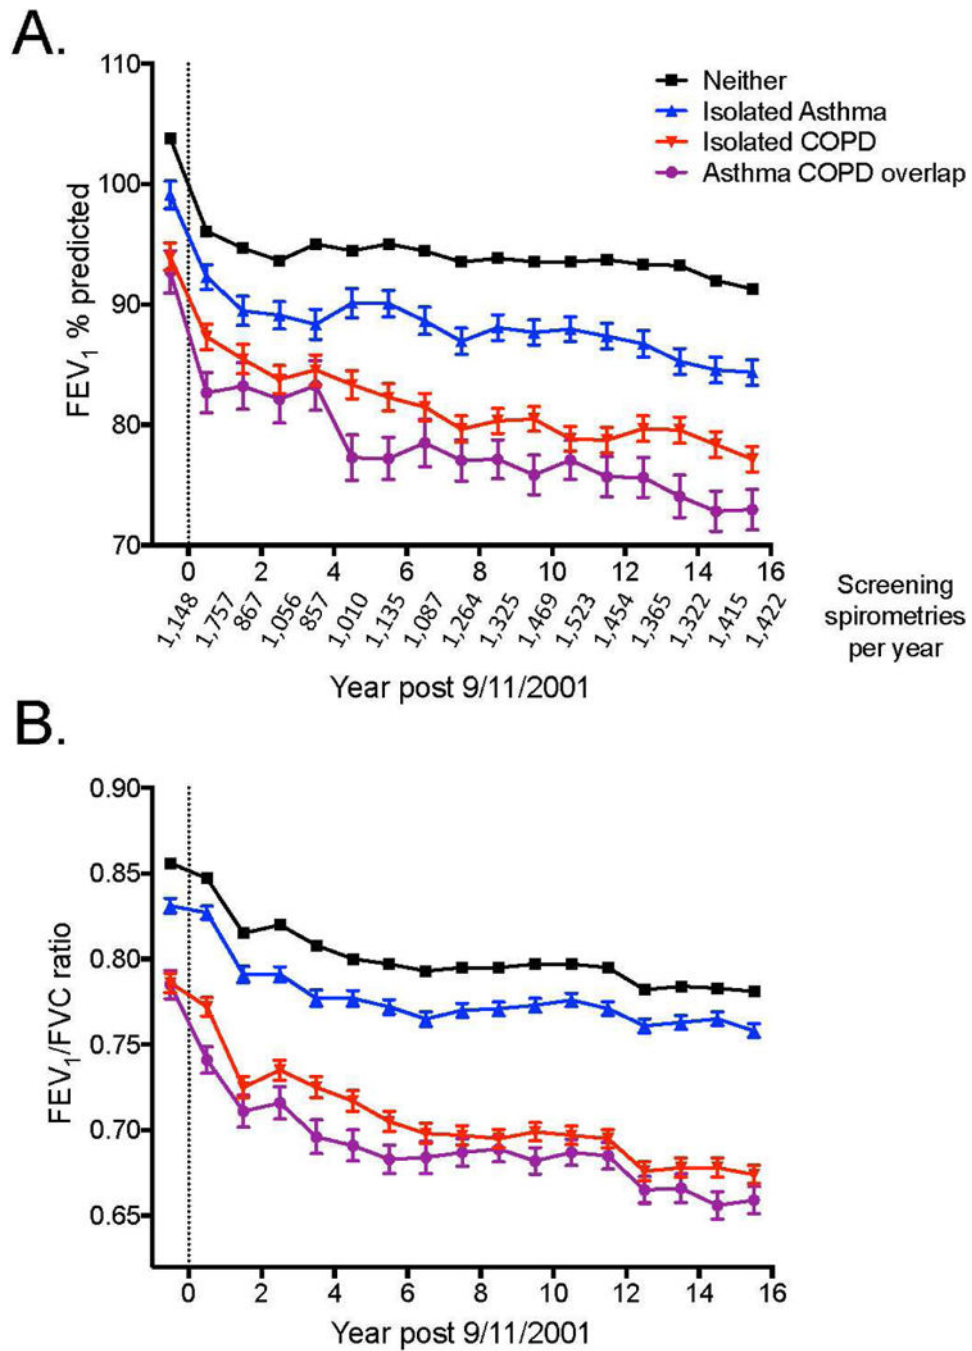 A.
110
100
90
80
70
FEV1 % predicted
Neither
Isolated Asthma
Isolated COPD
Asthma COPD overlap
0 2 4 6 8 10 12 14 16
1,148 1,757 867 1,056 857 1,010 1,135 1,087 1,264 1,325 1,469 1,523 1,454 1,365 1,322 1,415 1,422
Screening
spirometries
per year
Year post 9/11/2001
B.
0.90
0.85
0.80
0.75
0.70
0.65
FEV1/FVC ratio
0 2 4 6 8 10 12 14 16
Year post 9/11/2001